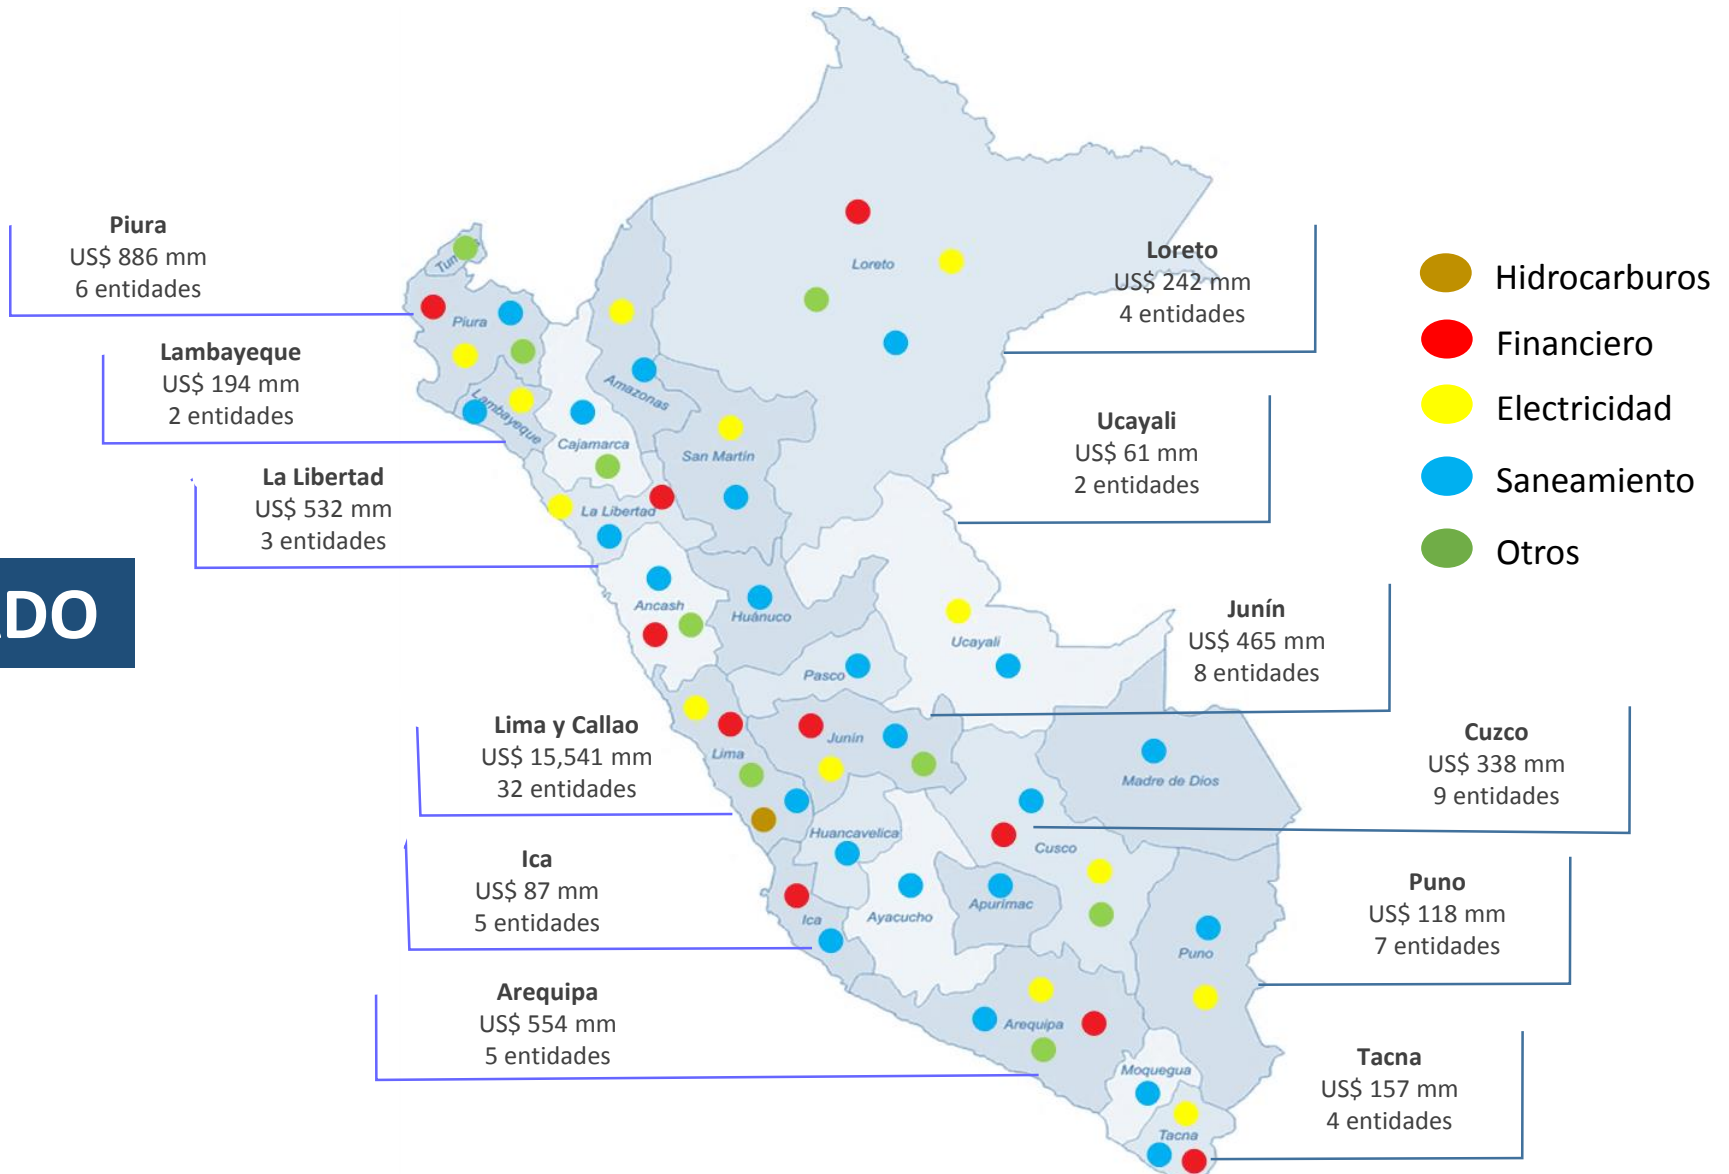 Piura
US$ 886 mm
6 entidades
Lambayeque
US$ 194 mm
2 entidades
La Libertad
US$ 532 mm
3 entidades
ADO
Lima y Callao
US$ 15,541 mm
32 entidades
Ica
US$ 87 mm
5 entidades
Arequipa
US$ 554 mm
5 entidades
Piura
Lambayeque
Cajamarca
Amazonas
San Martín
La Libertad
Ancash
Huánuco
Loreto
Ucayali
Pasco
Lima
Junín
Huancavelica
Ica
Ayacucho
Apurimac
Cusco
Madre de Dios
Puno
Arequipa
Moquegua
Tacna
Loreto
US$ 242 mm
4 entidades
Ucayali
US$ 61 mm
2 entidades
Junín
US$ 465 mm
8 entidades
Cuzco
US$ 338 mm
9 entidades
Puno
US$ 118 mm
7 entidades
Tacna
US$ 157 mm
4 entidades
Hidrocarburos
Financiero
Electricidad
Saneamiento
Otros